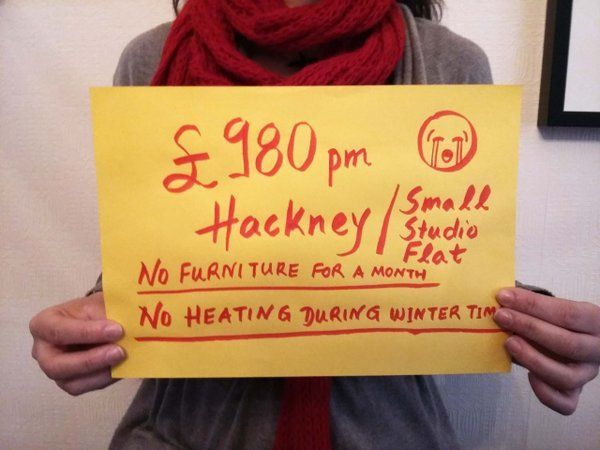 £980 pm
Hackney / Small
Studio
Flat
NO FURNITURE FOR A MONTH
NO HEATING DURING WINTER TIM